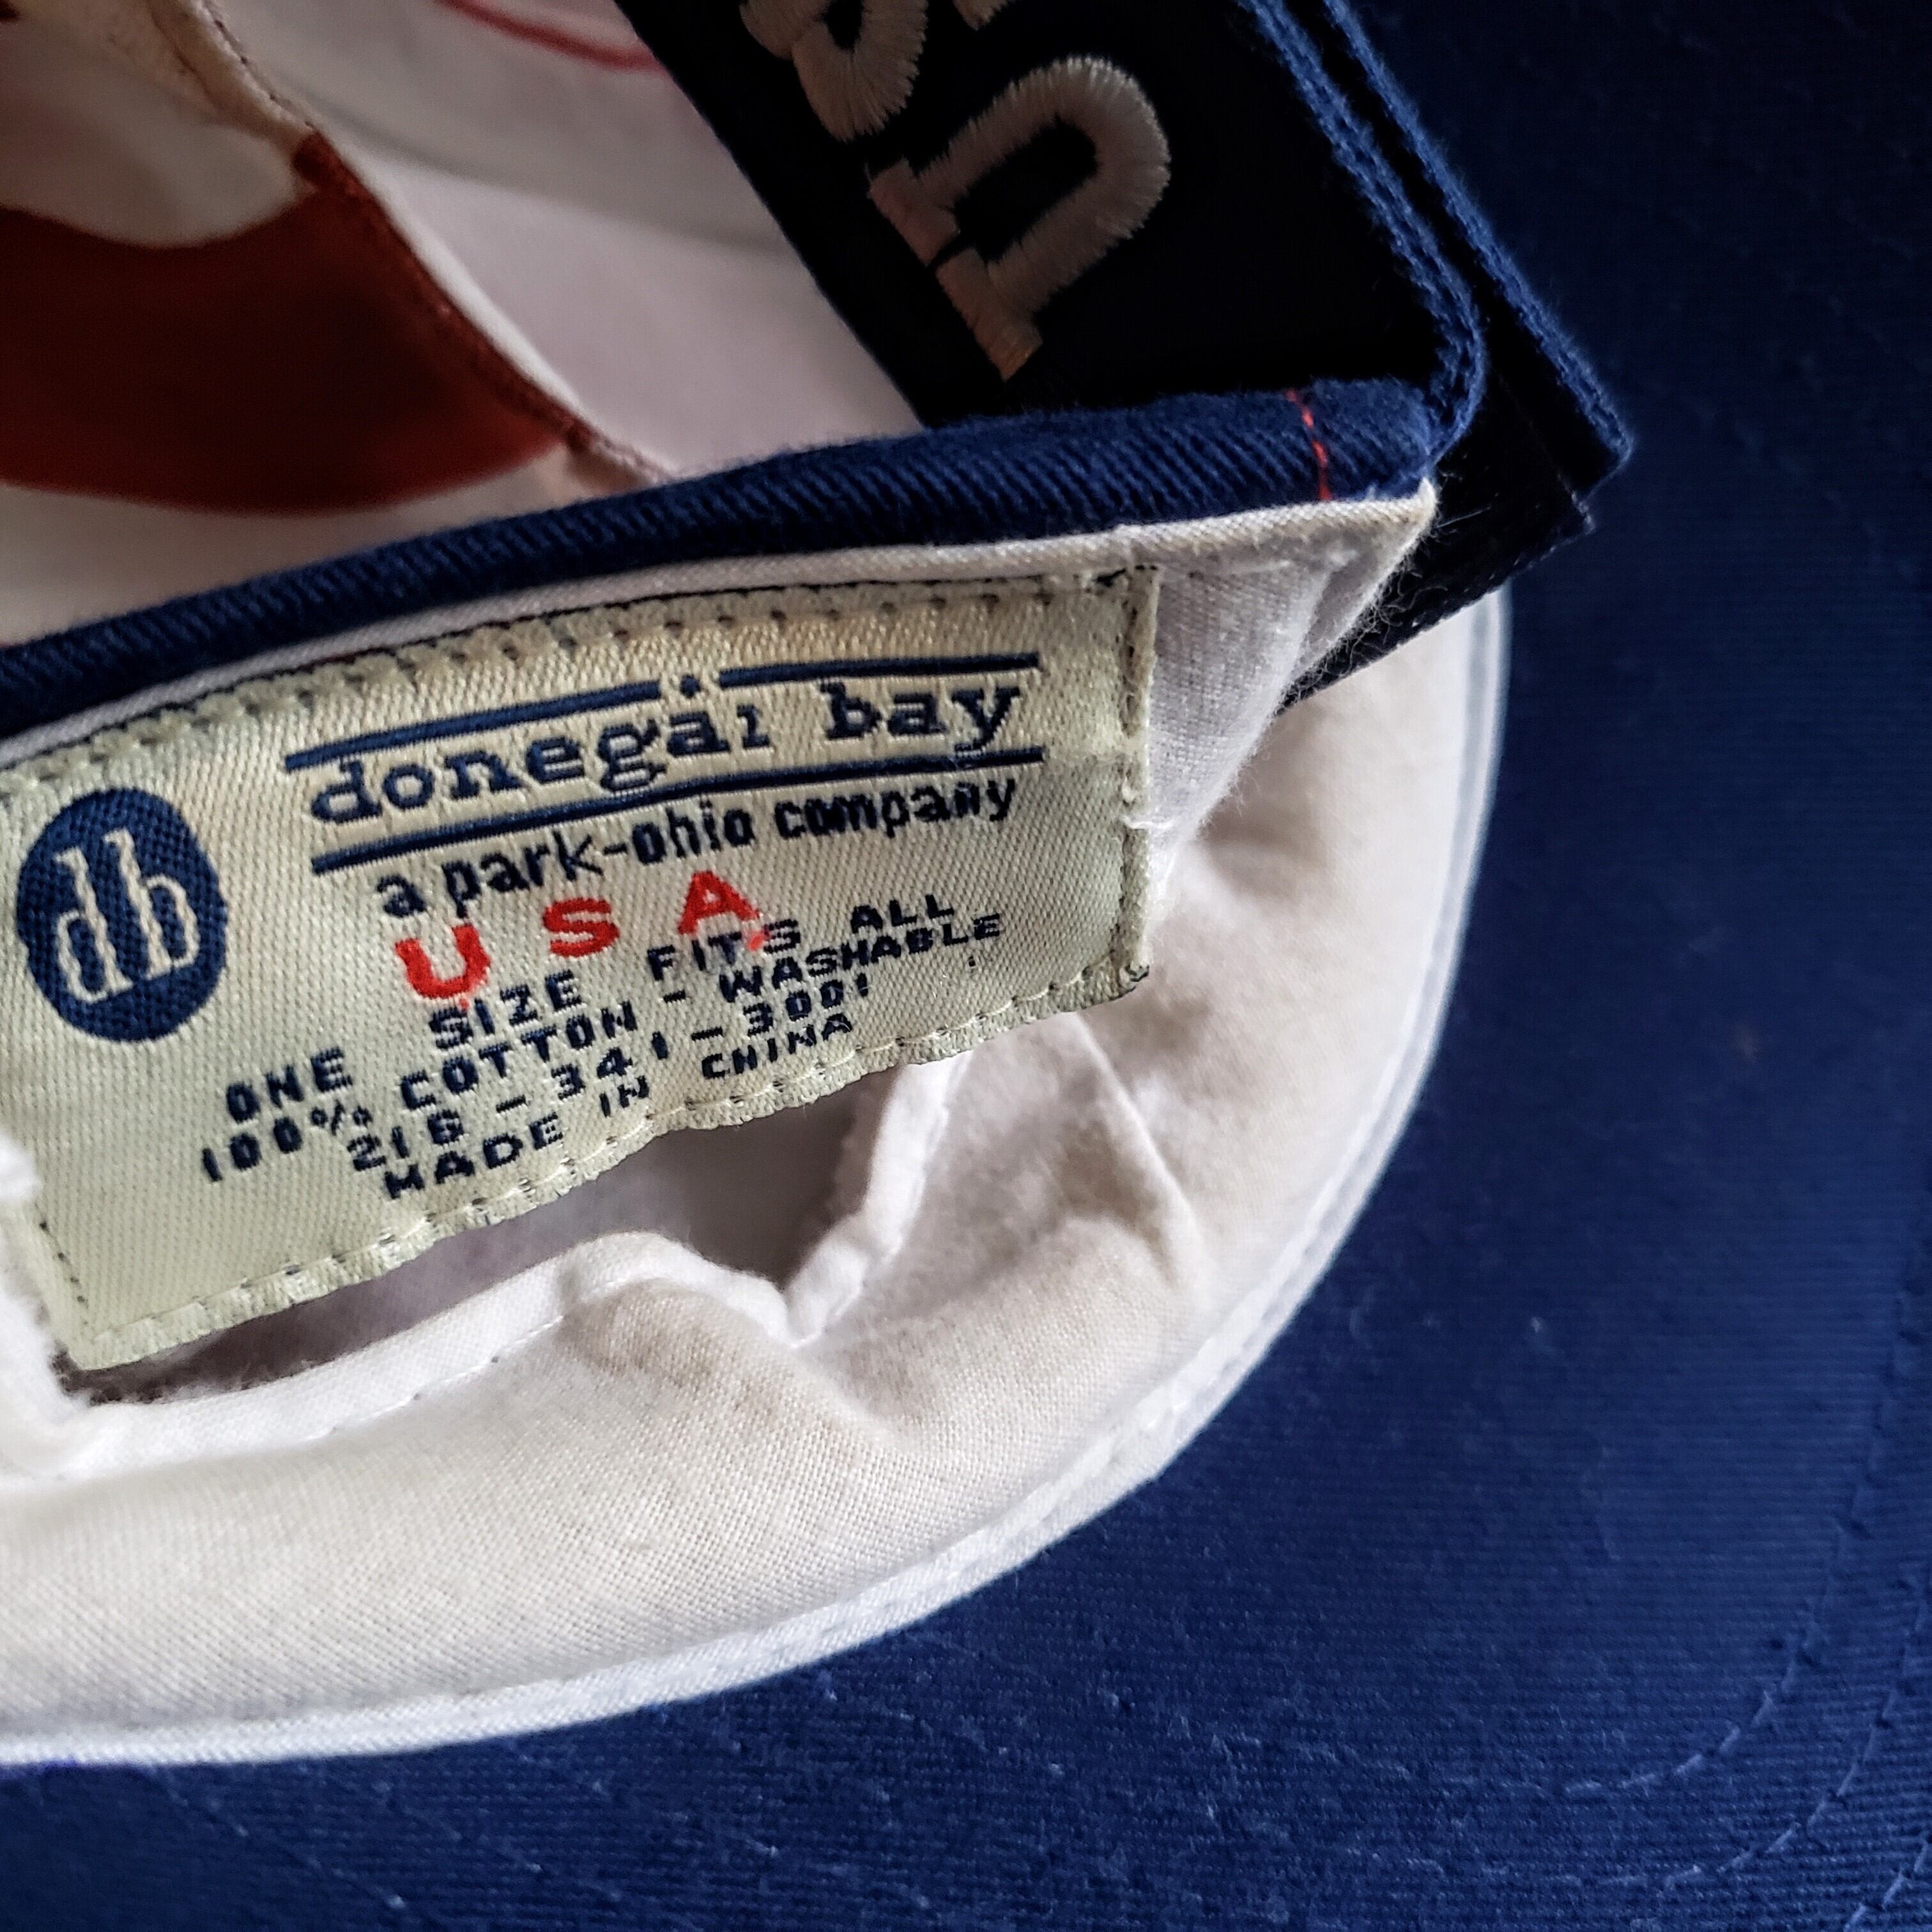 db
donegal bay
a park-ohio company
USA
ONE SIZE FITS ALL
100% COTTON - WASHABLE
216-341-3001
MADE IN CHINA